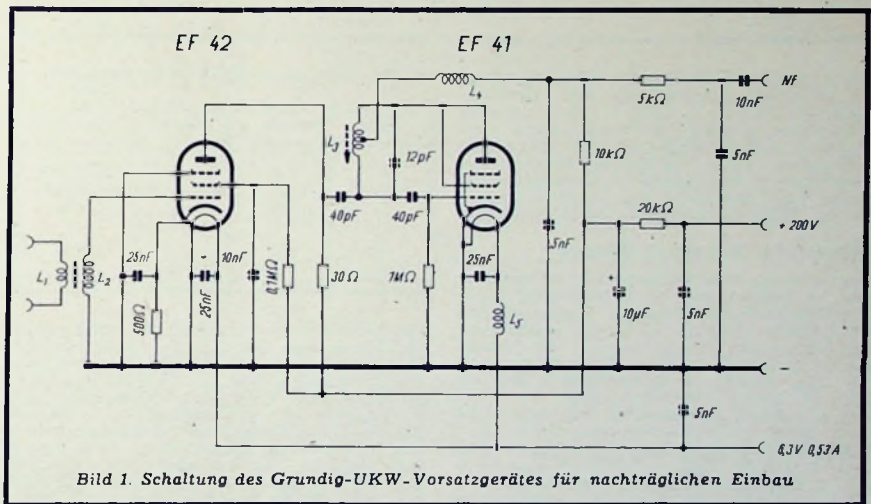 EF 42
EF 41
L₄
Nf
5kΩ
10nF
L₃
12pF
10kΩ
5nF
20kΩ
40pF
40pF
+ 200V
25nF
10nF
5nF
25nF
L₁
L₂
500Ω
25nF
0,1MΩ
30Ω
1MΩ
L₅
+
10µF
5nF
-
5nF
6,3V 0,53A
Bild 1. Schaltung des Grundig-UKW-Vorsatzgerätes für nachträglichen Einbau